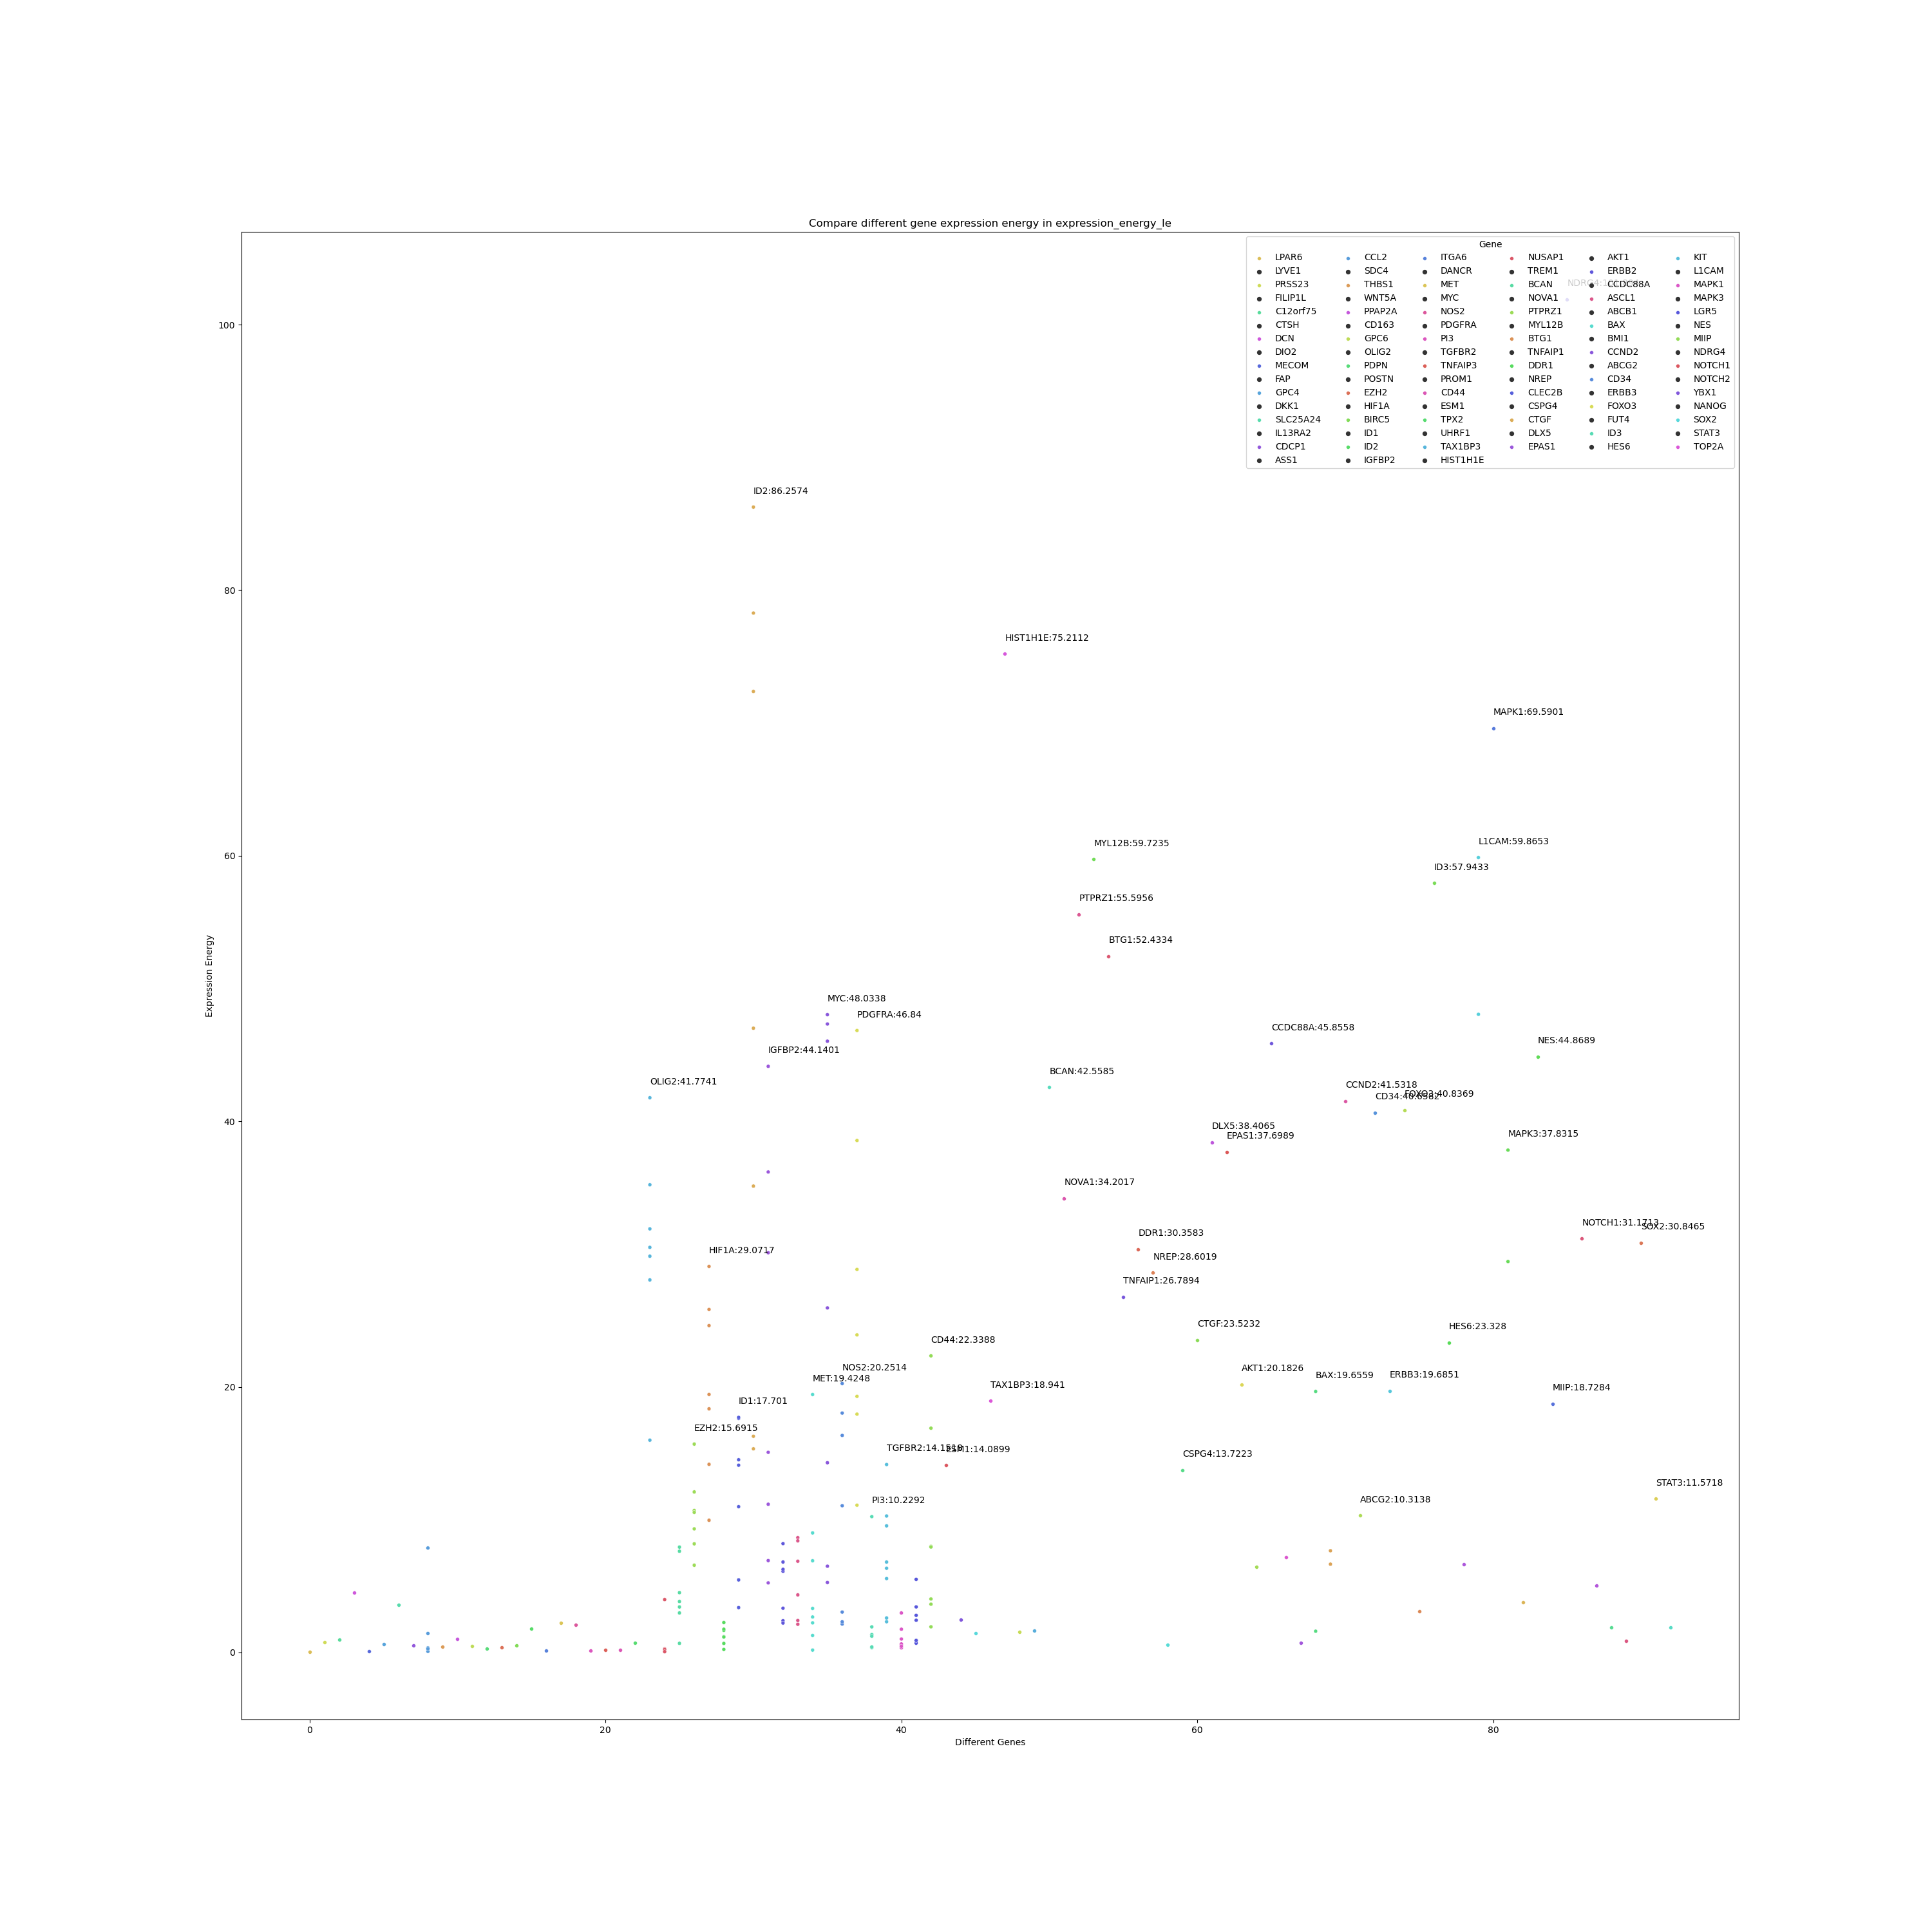 Compare different gene expression energy in expression_energy_le
Gene
LPAR6 CCL2 ITGA6 NUSAP1 AKT1 KIT
LYVE1 SDC4 DANCR TREM1 ERBB2 L1CAM
PRSS23 THBS1 MET BCAN CCDC88A MAPK1
FILIP1L WNT5A MYC NOVA1 ASCL1 MAPK3
C12orf75 PPAP2A NOS2 PTPRZ1 ABCB1 LGR5
CTSH CD163 PDGFRA MYL12B BAX NES
DCN GPC6 PI3 BTG1 BMI1 MIIP
DIO2 OLIG2 TGFBR2 TNFAIP1 CCND2 NDRG4
MECOM PDPN TNFAIP3 DDR1 ABCG2 NOTCH1
FAP POSTN PROM1 NREP CD34 NOTCH2
GPC4 EZH2 CD44 CLEC2B ERBB3 YBX1
DKK1 HIF1A ESM1 CSPG4 FOXO3 NANOG
SLC25A24 BIRC5 TPX2 CTGF FUT4 SOX2
IL13RA2 ID1 UHRF1 DLX5 ID3 STAT3
CDCP1 ID2 TAX1BP3 EPAS1 HES6 TOP2A
ASS1 IGFBP2 HIST1H1E
100
ID2:86.2574
80
HIST1H1E:75.2112
MAPK1:69.5901
60
MYL12B:59.7235
L1CAM:59.8653
ID3:57.9433
PTPRZ1:55.5956
BTG1:52.4334
MYC:48.0338
PDGFRA:46.84
CCDC88A:45.8558
IGFBP2:44.1401
NES:44.8689
OLIG2:41.7741
BCAN:42.5585
CCND2:41.5318
FOXO3:40.8369
40
DLX5:38.4065
EPAS1:37.6989
MAPK3:37.8315
NOVA1:34.2017
NOTCH1:31.1713
SOX2:30.8465
DDR1:30.3583
HIF1A:29.0717
NREP:28.6019
TNFAIP1:26.7894
CTGF:23.5232
HES6:23.328
CD44:22.3388
NOS2:20.2514
AKT1:20.1826
20
MET:19.4248
TAX1BP3:18.941
BAX:19.6559
ERBB3:19.6851
MIIP:18.7284
ID1:17.701
EZH2:15.6915
ESM1:14.0899
CSPG4:13.7223
STAT3:11.5718
PI3:10.2292
ABCG2:10.3138
0
0 20 40 60 80
Different Genes
Expression Energy